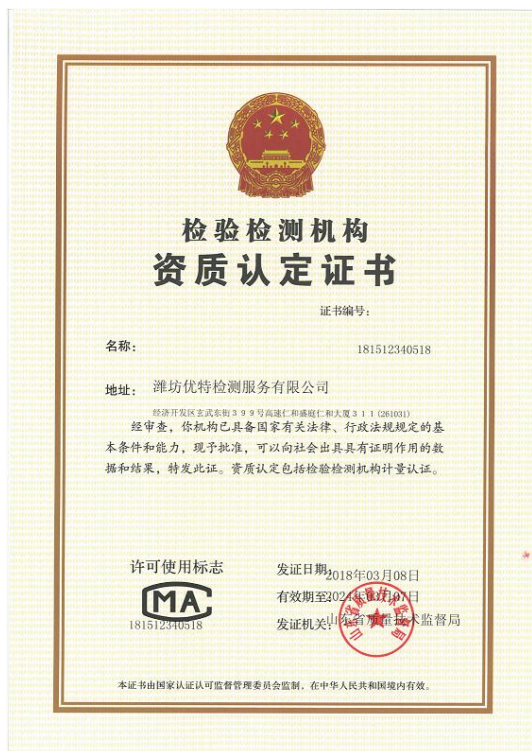 检验检测机构
资质认定证书
证书编号：
名称：
181512340518
地址： 潍坊优特检测服务有限公司
经济开发区玄武东街399号高速仁和盛庭仁和大厦311(261031)
经审查，你机构已具备国家有关法律、行政法规规定的基
本条件和能力，现予批准，可以向社会出具具有证明作用的数
据和结果，特发此证。资质认定包括检验检测机构计量认证。
许可使用标志
MA
181512340518
发证日期：2018年03月08日
有效期至：2024年03月07日
发证机关：山东省质量技术监督局
山东省质量技术监督局
本证书由国家认证认可监督管理委员会监制，在中华人民共和国境内有效。